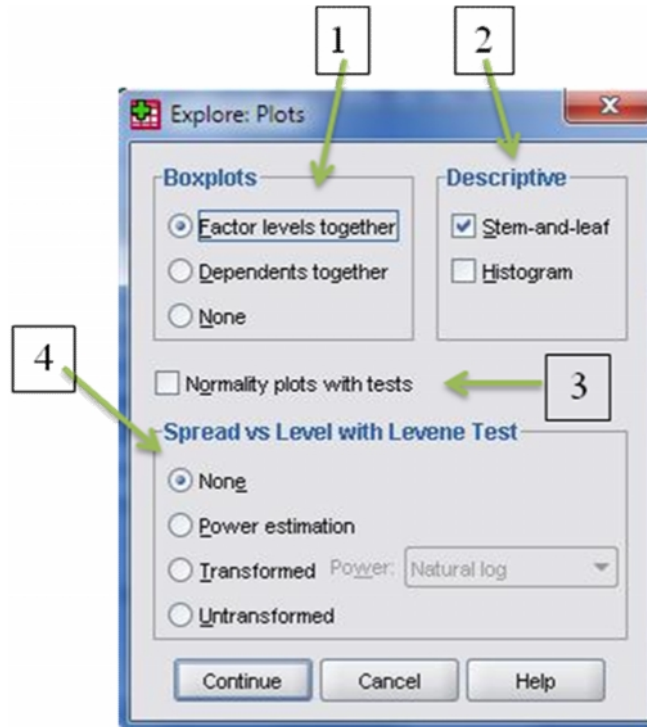 1
2
Explore: Plots
Boxplots
Factor levels together
Dependents together
None
Descriptive
Stem-and-leaf
Histogram
4
Normality plots with tests
3
Spread vs Level with Levene Test
None
Power estimation
Transformed Power: Natural log
Untransformed
Continue Cancel Help